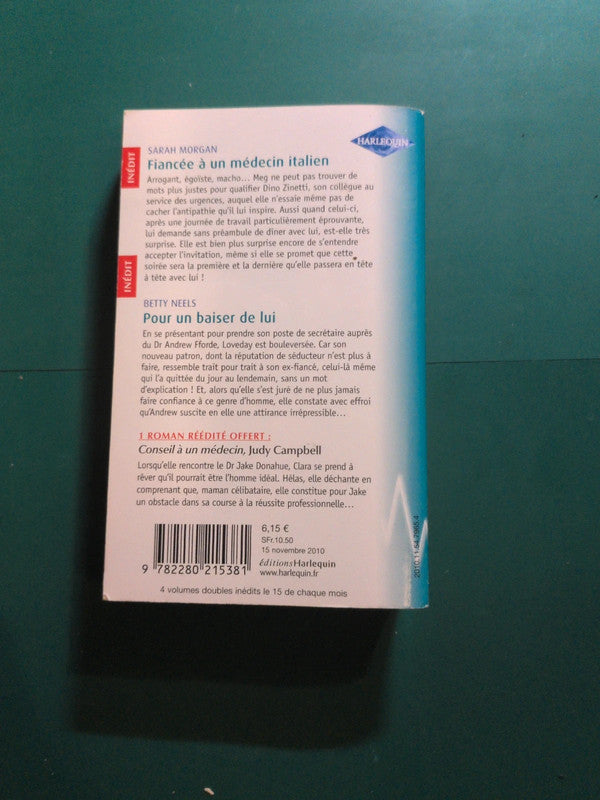 HARLEQUIN
INÉDIT
SARAH MORGAN
Fiancée à un médecin italien
Arrogant, égoïste, macho... Meg ne peut pas trouver de
mots plus justes pour qualifier Dino Zinetti, son collègue au
service des urgences, auquel elle n'essaie même pas de
cacher l'antipathie qu'il lui inspire. Aussi quand celui-ci,
après une journée de travail particulièrement éprouvante,
lui demande sans préambule de dîner avec lui, est-elle très
surprise. Elle est bien plus surprise encore de s'entendre
accepter l'invitation, même si elle se promet que cette
soirée sera la première et la dernière qu'elle passera en tête
à tête avec lui !
INÉDIT
BETTY NEELS
Pour un baiser de lui
En se présentant pour prendre son poste de secrétaire auprès
du Dr Andrew Fforde, Loveday est bouleversée. Car son
nouveau patron, dont la réputation de séducteur n'est plus à
faire, ressemble trait pour trait à son ex-fiancé, celui-là même
qui l'a quittée du jour au lendemain, sans un mot
d'explication ! Et, alors qu'elle s'est juré de ne plus jamais
faire confiance à ce genre d'homme, elle constate avec effroi
qu'Andrew suscite en elle une attirance irrépressible...
1 ROMAN RÉÉDITÉ OFFERT :
Conseil à un médecin, Judy Campbell
Lorsqu'elle rencontre le Dr Jake Donahue, Clara se prend à
rêver qu'il pourrait être l'homme idéal. Hélas, elle déchante en
comprenant que, maman célibataire, elle constitue pour Jake
un obstacle dans sa course à la réussite professionnelle...
6,15 €
SFr.10.50
15 novembre 2010
éditionsHarlequin
www.harlequin.fr
9 782280 215381
4 volumes doubles inédits le 15 de chaque mois